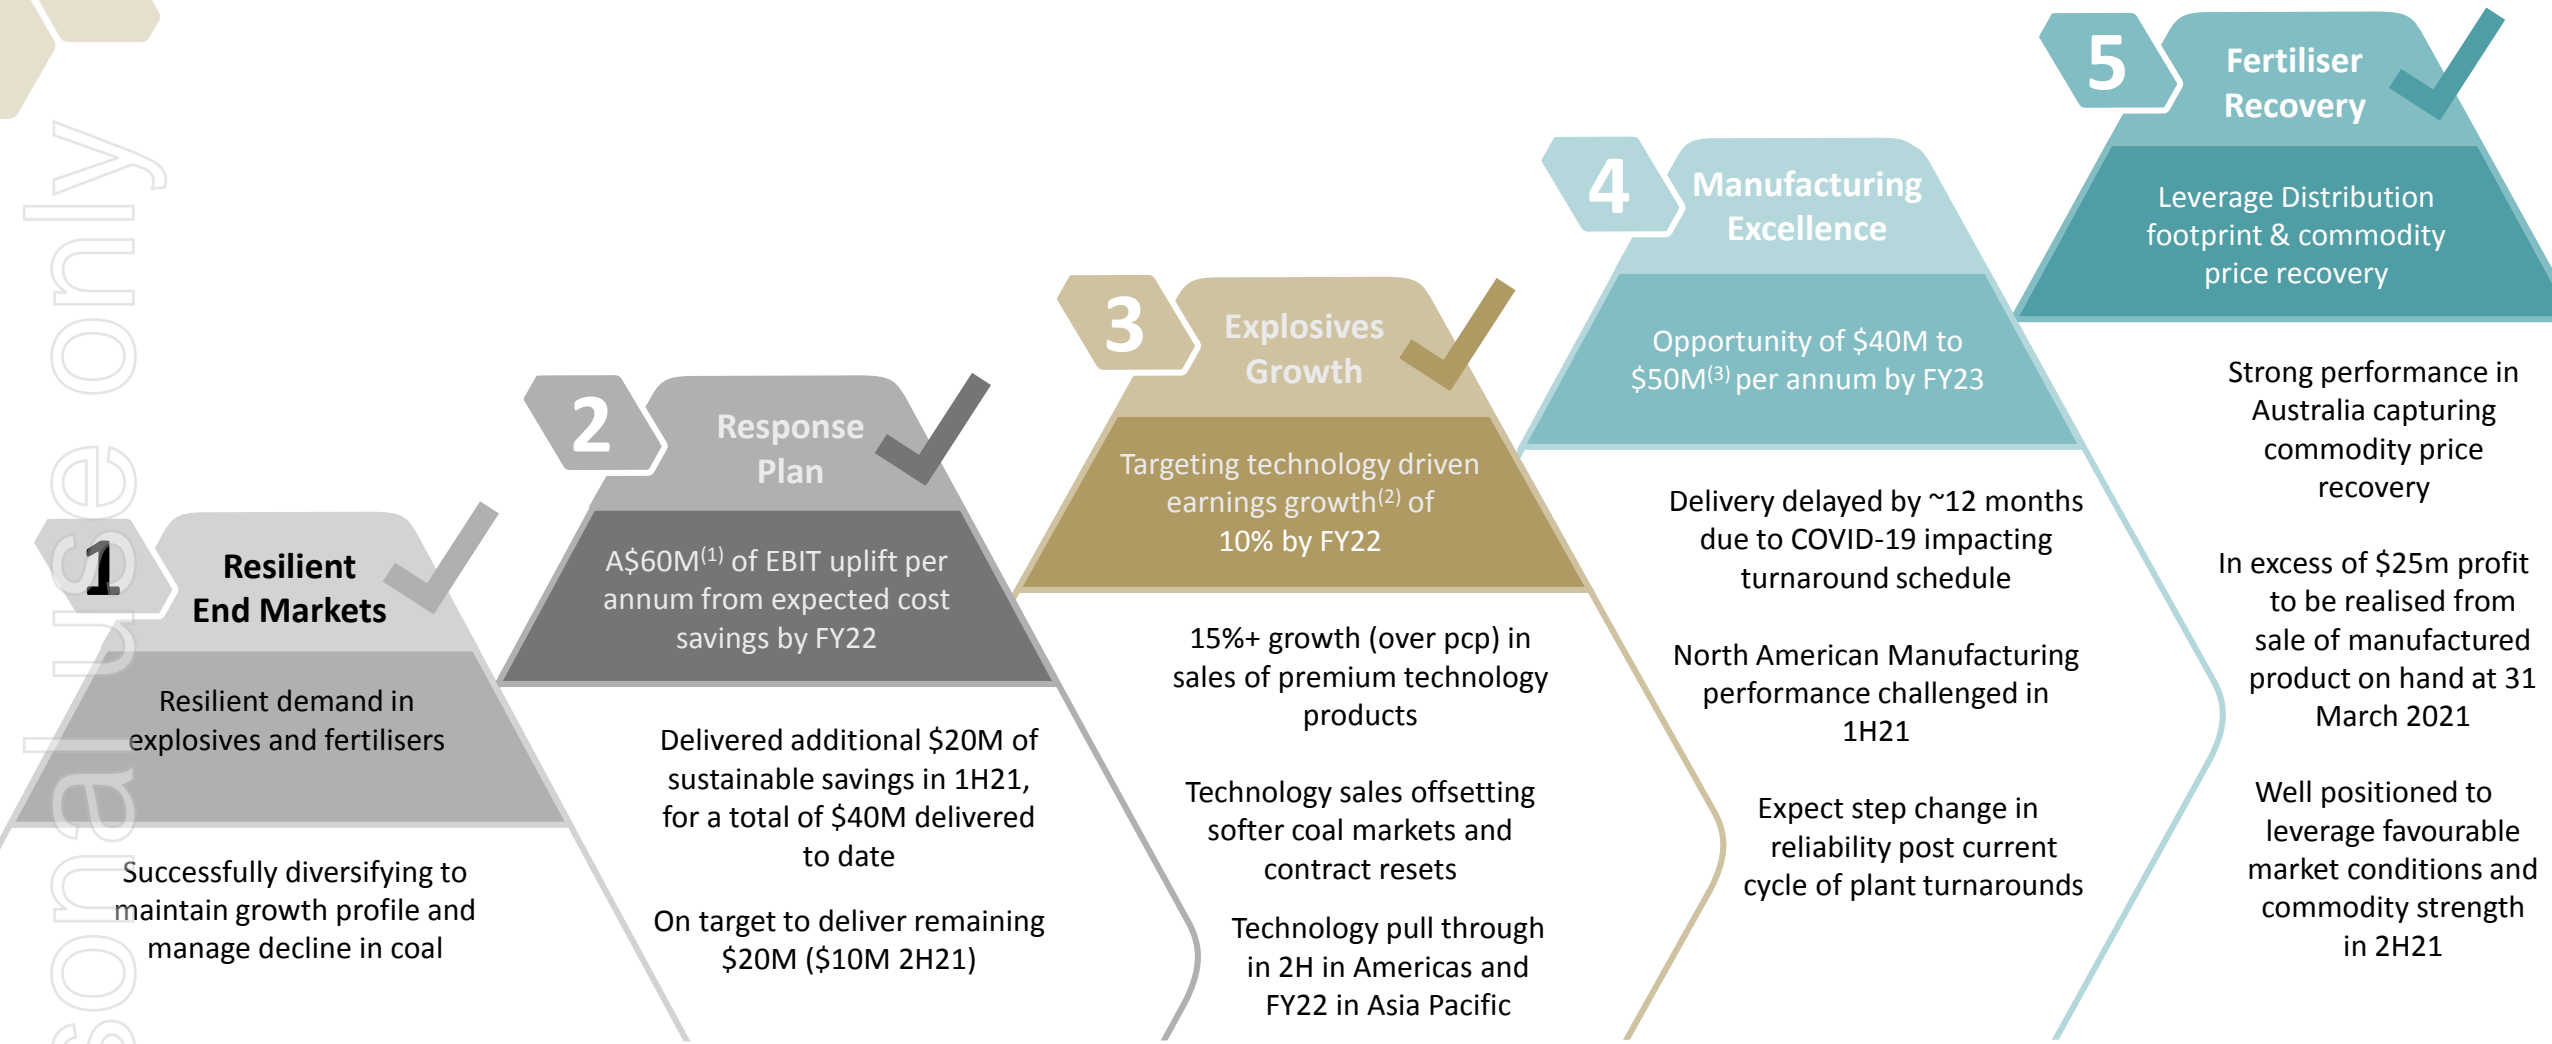 sonal use only
1
Resilient
End Markets
Resilient demand in
explosives and fertilisers
Successfully diversifying to
maintain growth profile and
manage decline in coal
2
Response
Plan
A$60M(1) of EBIT uplift per
annum from expected cost
savings by FY22
Delivered additional $20M of
sustainable savings in 1H21,
for a total of $40M delivered
to date
On target to deliver remaining
$20M ($10M 2H21)
3
Explosives
Growth
Targeting technology driven
earnings growth(2) of
10% by FY22
15%+ growth (over pcp) in
sales of premium technology
products
Technology sales offsetting
softer coal markets and
contract resets
Technology pull through
in 2H in Americas and
FY22 in Asia Pacific
4
Manufacturing
Excellence
Opportunity of $40M to
$50M(3) per annum by FY23
Delivery delayed by ~12 months
due to COVID-19 impacting
turnaround schedule
North American Manufacturing
performance challenged in
1H21
Expect step change in
reliability post current
cycle of plant turnarounds
5
Fertiliser
Recovery
Leverage Distribution
footprint & commodity
price recovery
Strong performance in
Australia capturing
commodity price
recovery
In excess of $25m profit
to be realised from
sale of manufactured
product on hand at 31
March 2021
Well positioned to
leverage favourable
market conditions and
commodity strength
in 2H21